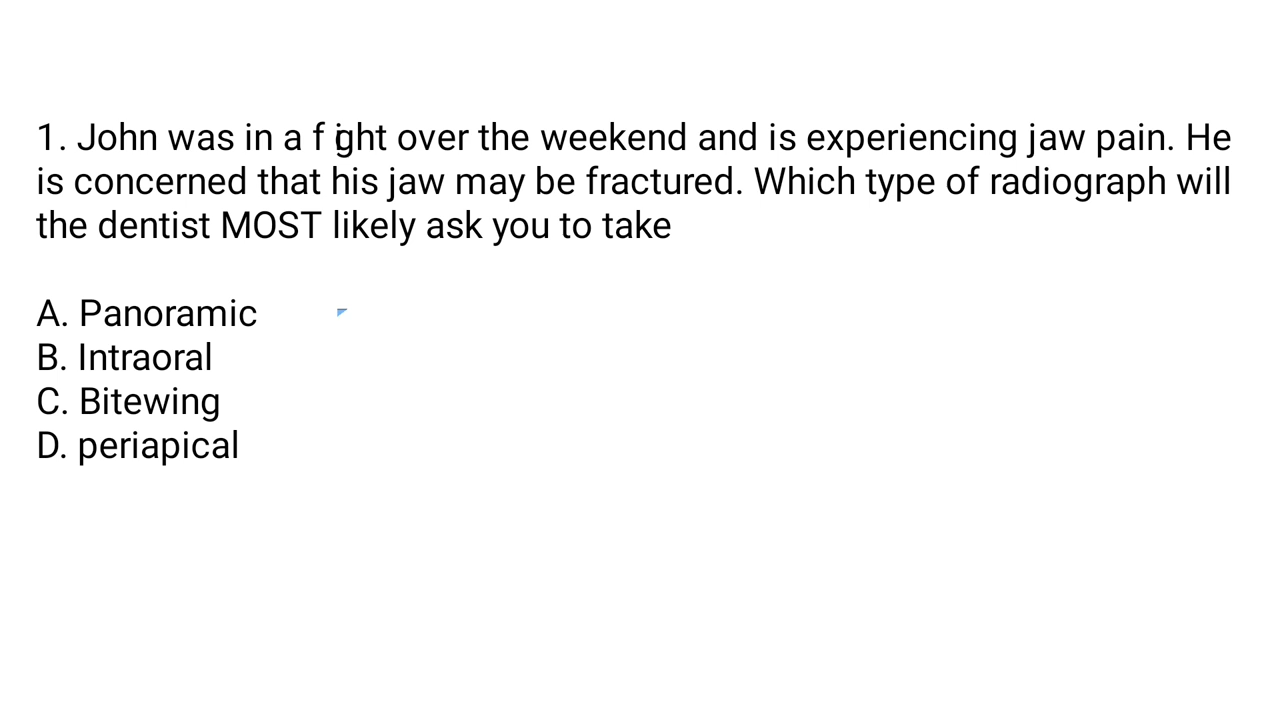 1. John was in a fight over the weekend and is experiencing jaw pain. He
is concerned that his jaw may be fractured. Which type of radiograph will
the dentist MOST likely ask you to take
A. Panoramic
B. Intraoral
C. Bitewing
D. periapical